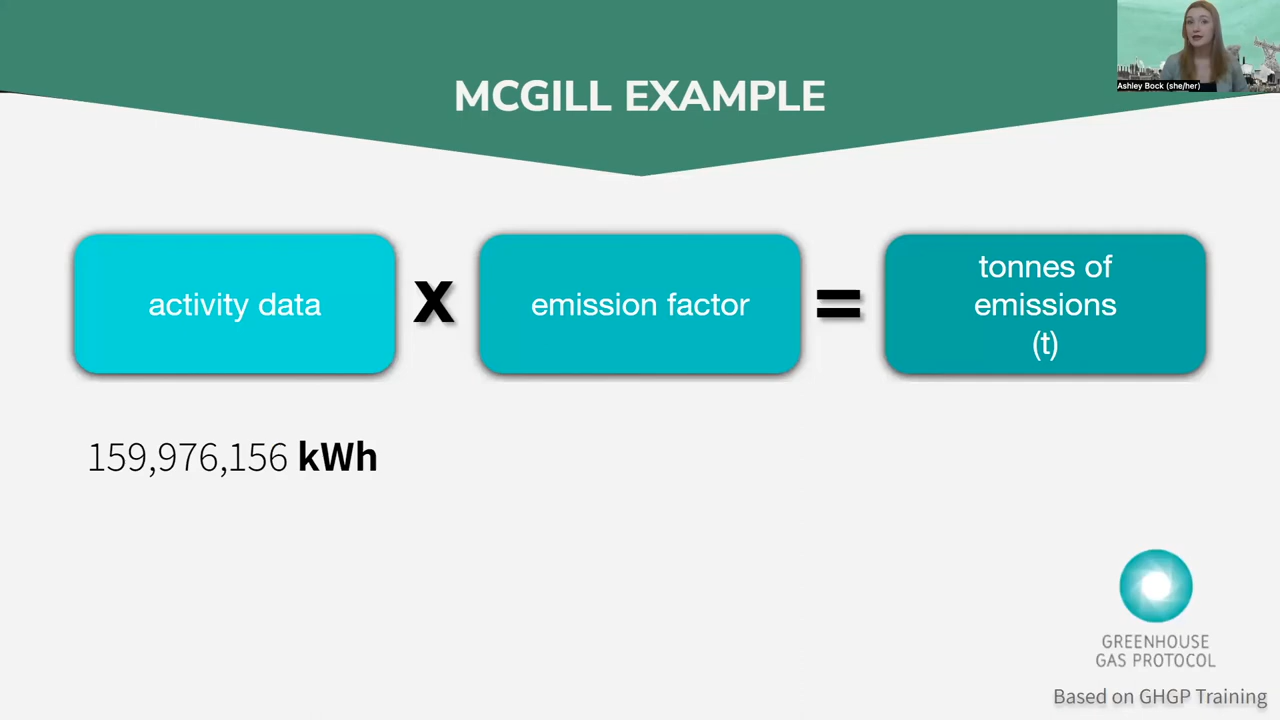 Ashley Bock (she/her)
MCGILL EXAMPLE
activity data
x
emission factor
=
tonnes of
emissions
(t)
159,976,156 kWh
GREENHOUSE
GAS PROTOCOL
Based on GHGP Training